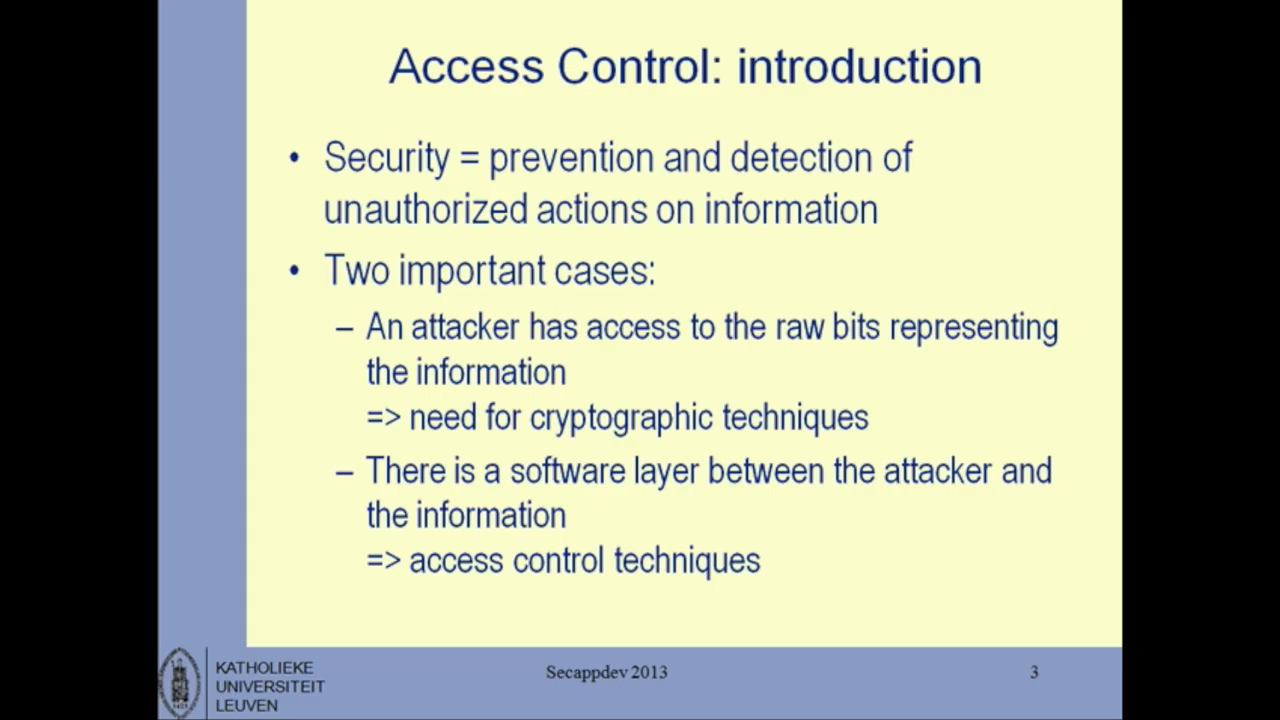 Access Control: introduction
• Security = prevention and detection of
unauthorized actions on information
• Two important cases:
– An attacker has access to the raw bits representing
the information
=> need for cryptographic techniques
– There is a software layer between the attacker and
the information
=> access control techniques
KATHOLIEKE
UNIVERSITEIT
LEUVEN
Secappdev 2013
3